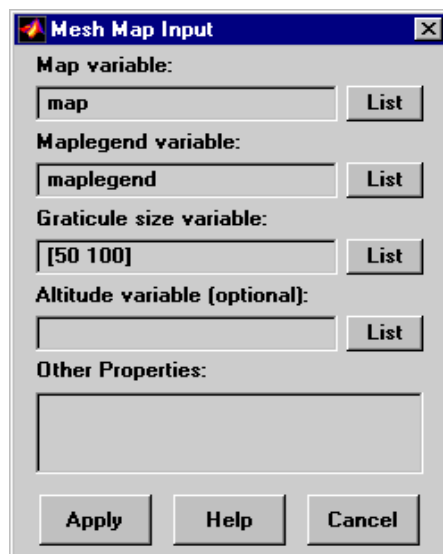 Mesh Map Input
Map variable:
map List
Maplegend variable:
maplegend List
Graticule size variable:
[50 100] List
Altitude variable (optional):
List
Other Properties:
Apply Help Cancel